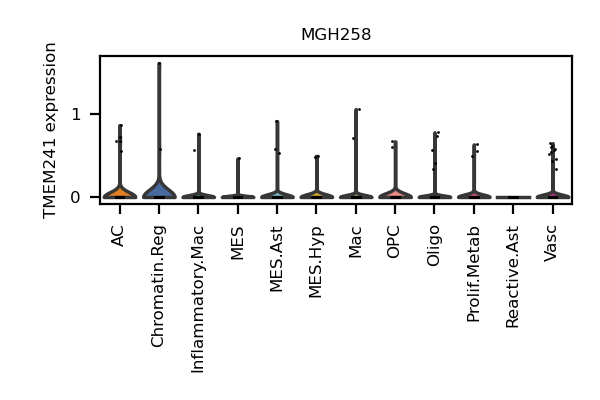 MGH258
TMEM241 expression
1
0
AC
Chromatin.Reg
Inflammatory.Mac
MES
MES.Ast
MES.Hyp
Mac
OPC
Oligo
Prolif.Metab
Reactive.Ast
Vasc